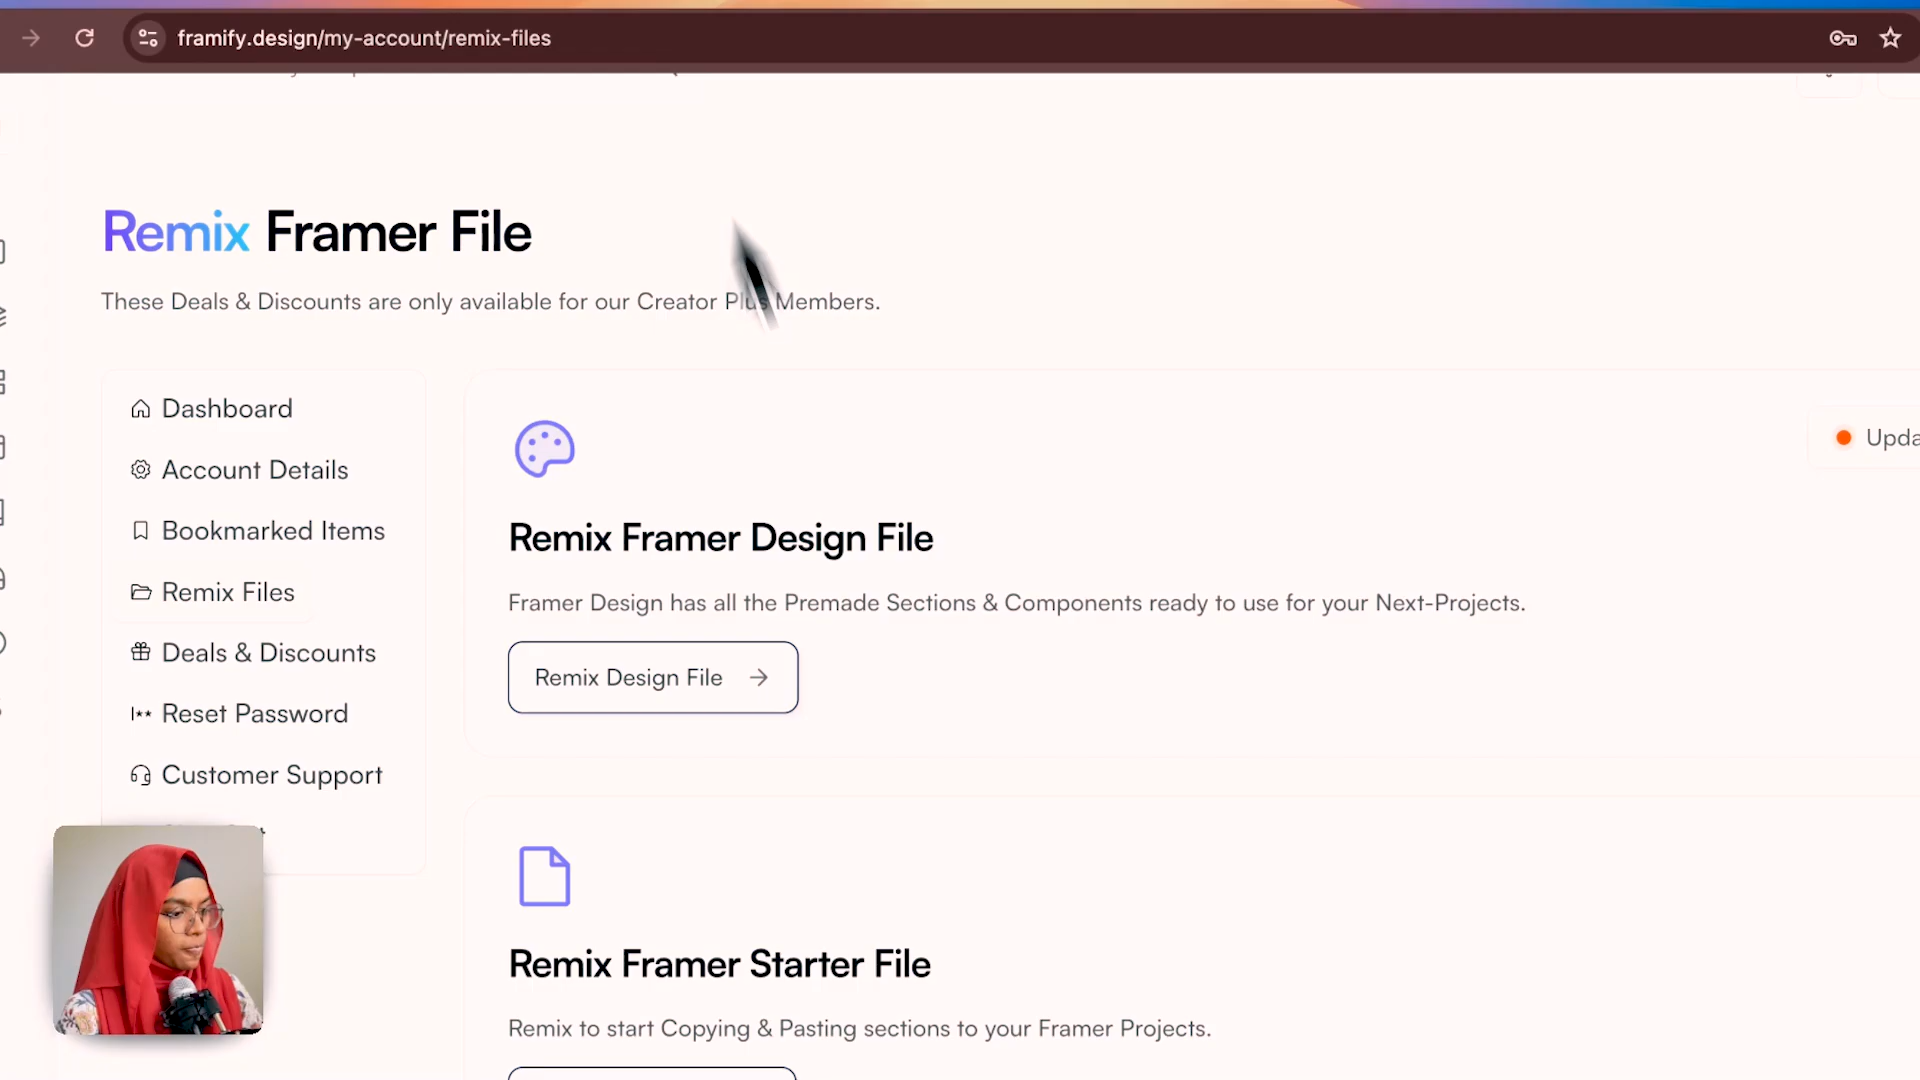 framify.design/my-account/remix-files
Remix Framer File
These Deals & Discounts are only available for our Creator Plus Members.
Dashboard
Account Details
Bookmarked Items
Remix Files
Deals & Discounts
Reset Password
Customer Support
Upda
Remix Framer Design File
Framer Design has all the Premade Sections & Components ready to use for your Next-Projects.
Remix Design File
Remix Framer Starter File
Remix to start Copying & Pasting sections to your Framer Projects.